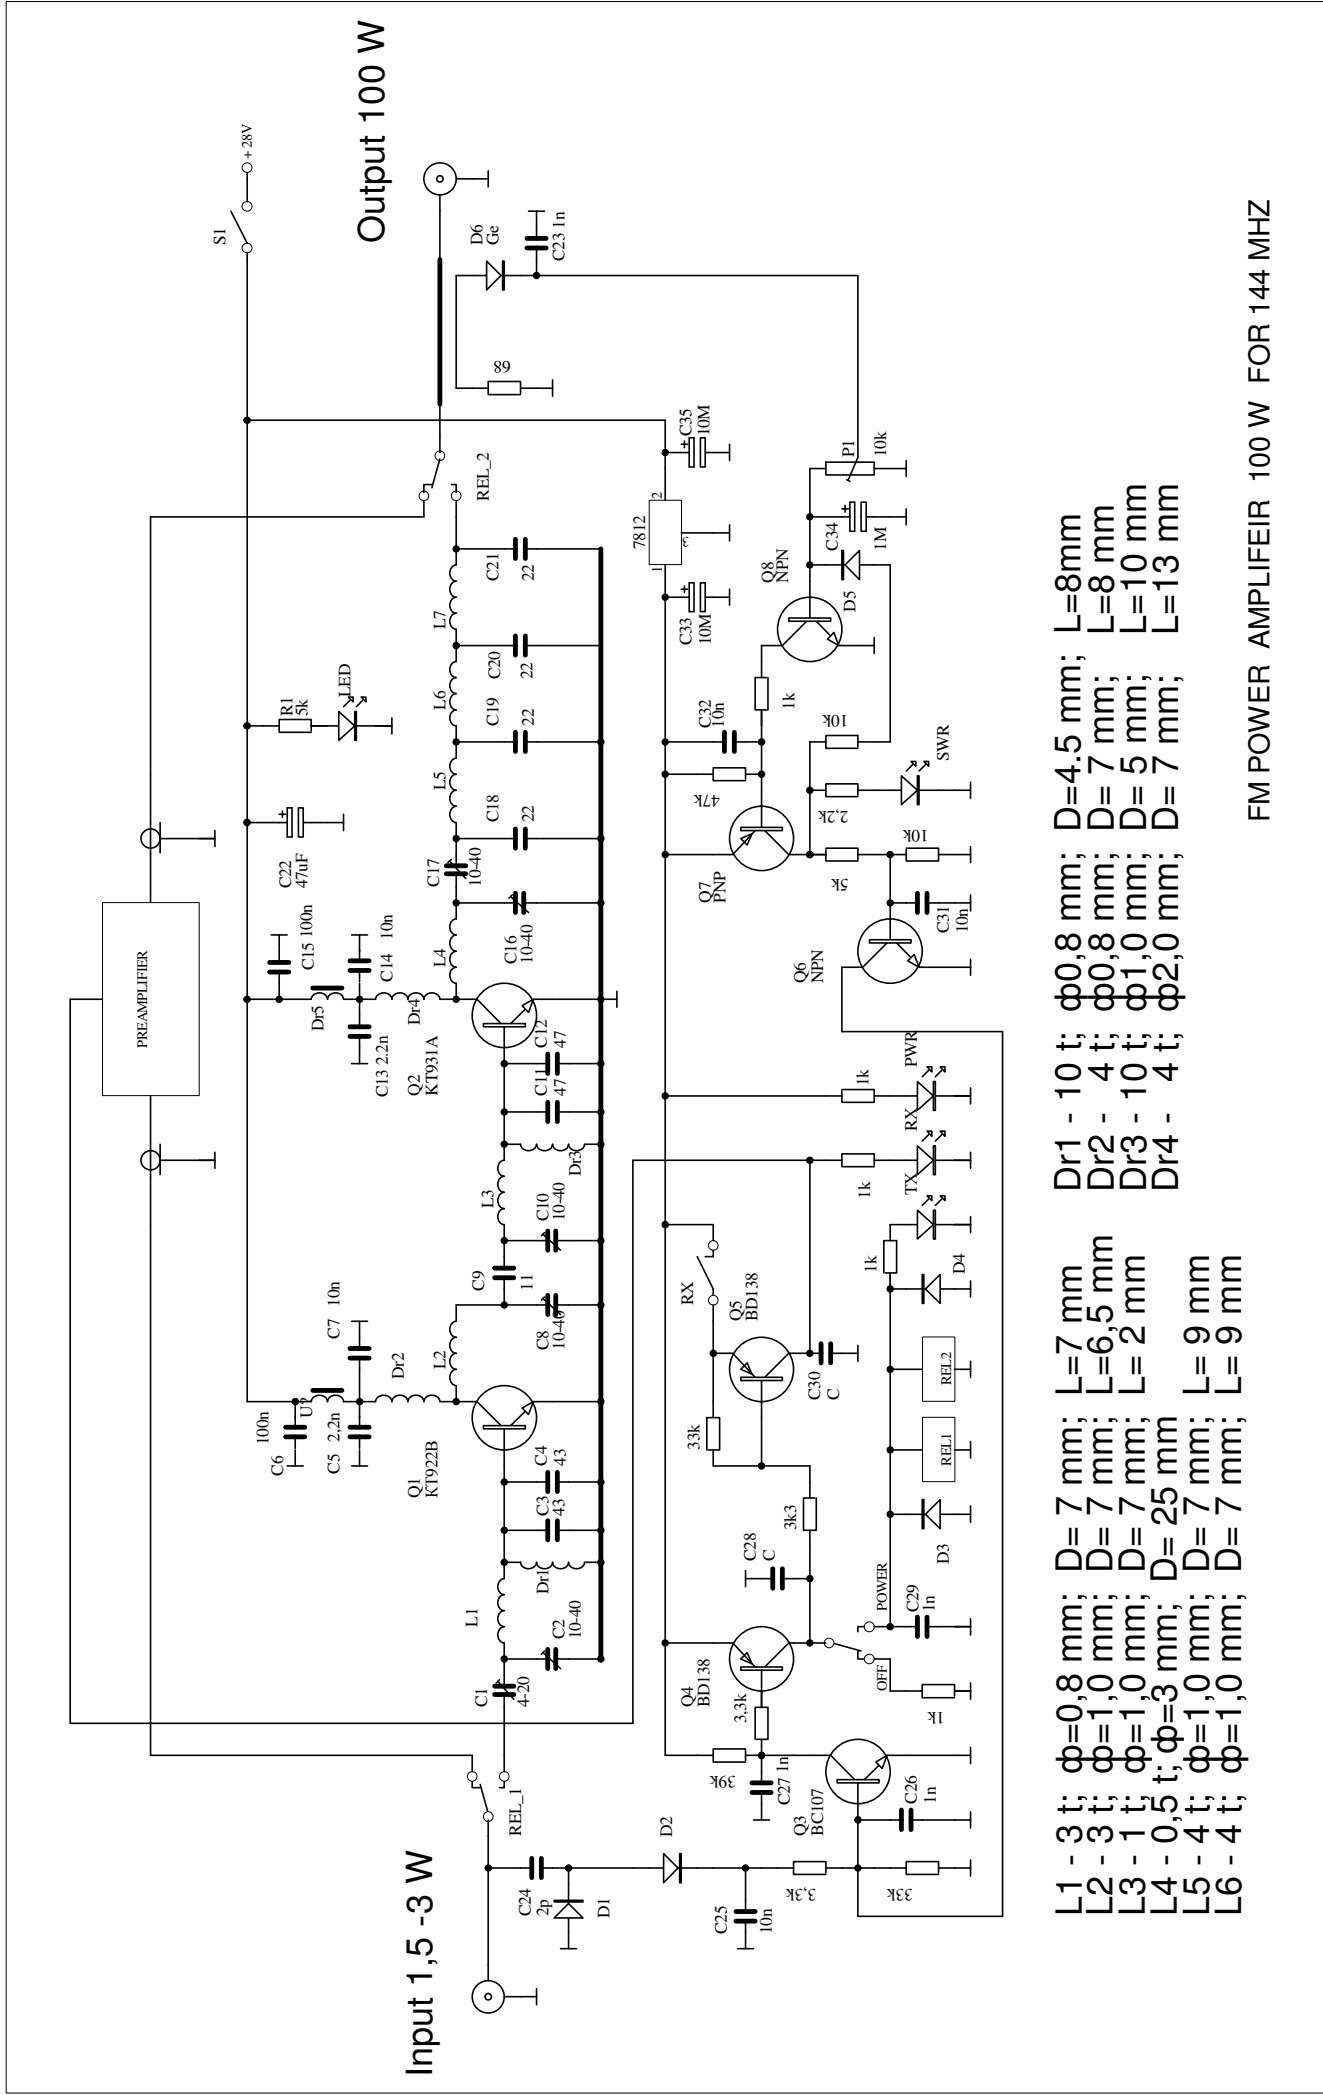 Input 1,5 -3 W
Output 100 W
PREAMPLIFIER
S1
+ 28V
REL_1
REL_2
C1
4-20
C2
10-40
L1
Dr1
C3
43
C4
43
Q1
KT922B
C5 2,2n
C6
100n
U?
C7 10n
Dr2
L2
C8
10-40
C9
11
C10
10-40
L3
Dr3
C11
47
C12
47
Q2
KT931A
C13 2.2n
Dr5
C14 10n
C15 100n
Dr4
L4
C16
10-40
C17
10-40
C22
47uF
+
R1
5k
LED
C18
22
L5
C19
22
L6
C20
22
L7
C21
22
68
D6
Ge
C23 1n
C24
2p
D1
D2
C25
10n
3,3k
33k
Q3
BC107
C26
1n
C27 1n
39k
3,3k
Q4
BD138
C28
C
3k3
33k
Q5
BD138
RX
C30
C
OFF
POWER
1k
C29
1n
D3
REL1
REL2
D4
1k
TX
1k
RX
1k
PWR
Q6
NPN
C31
10n
5k
10k
Q7
PNP
47k
C32
10n
2,2k
SWR
10k
1k
Q8
NPN
D5
C33
10M
+
7812
1
2
3
C35
10M
+
C34
1M
+
P1
10k
L1 - 3 t; φ=0,8 mm; D= 7 mm; L=7 mm
L2 - 3 t; φ=1,0 mm; D= 7 mm; L=6,5 mm
L3 - 1 t; φ=1,0 mm; D= 7 mm; L= 2 mm
L4 - 0,5 t; φ=3 mm; D= 25 mm
L5 - 4 t; φ=1,0 mm; D= 7 mm; L= 9 mm
L6 - 4 t; φ=1,0 mm; D= 7 mm; L= 9 mm
Dr1 - 10 t; φ0,8 mm; D=4.5 mm; L=8mm
Dr2 - 4 t; φ0,8 mm; D= 7 mm; L=8 mm
Dr3 - 10 t; φ1,0 mm; D= 5 mm; L=10 mm
Dr4 - 4 t; φ2,0 mm; D= 7 mm; L=13 mm
FM POWER AMPLIFEIR 100 W FOR 144 MHZ